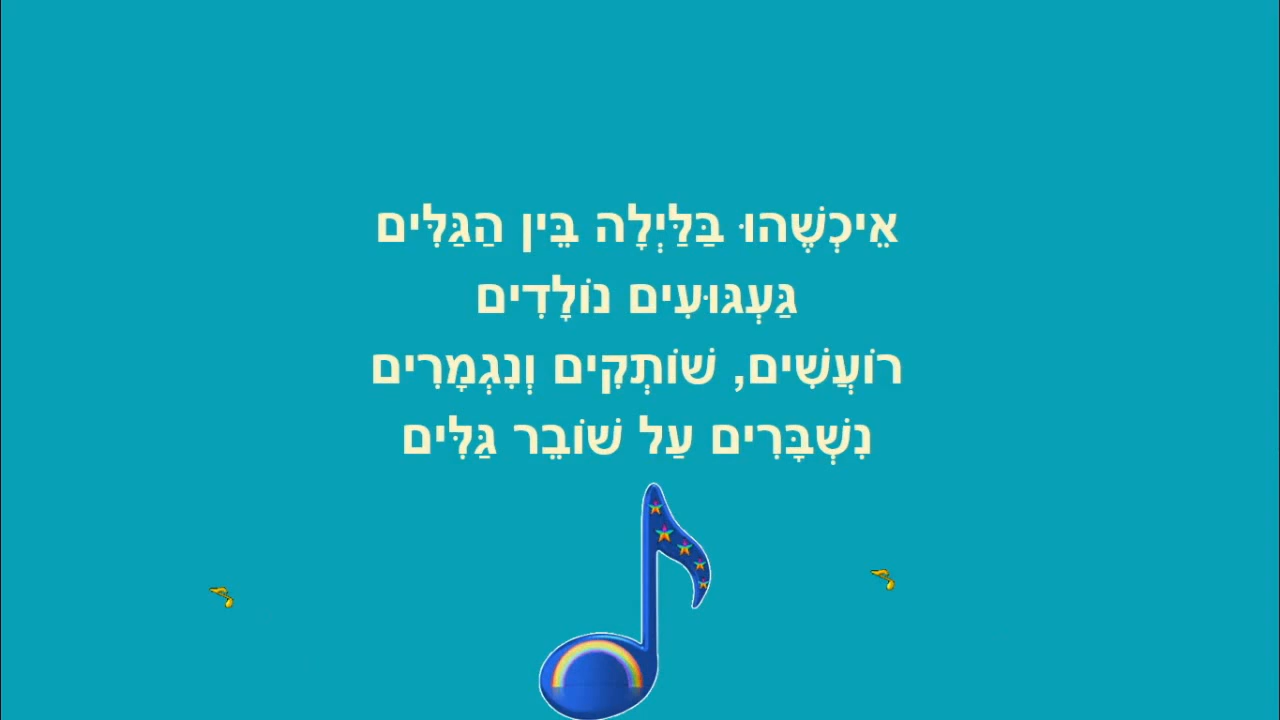 אֵיכְשֶׁהוּ בַּלַּיְלָה בֵּין הַגַּלִּים
גַּעְגּוּעִים נוֹלָדִים
רוֹעֲשִׁים, שׁוֹתְקִים וְנִגְמָרִים
נִשְׁבָּרִים עַל שׁוֹבֵר גַּלִּים